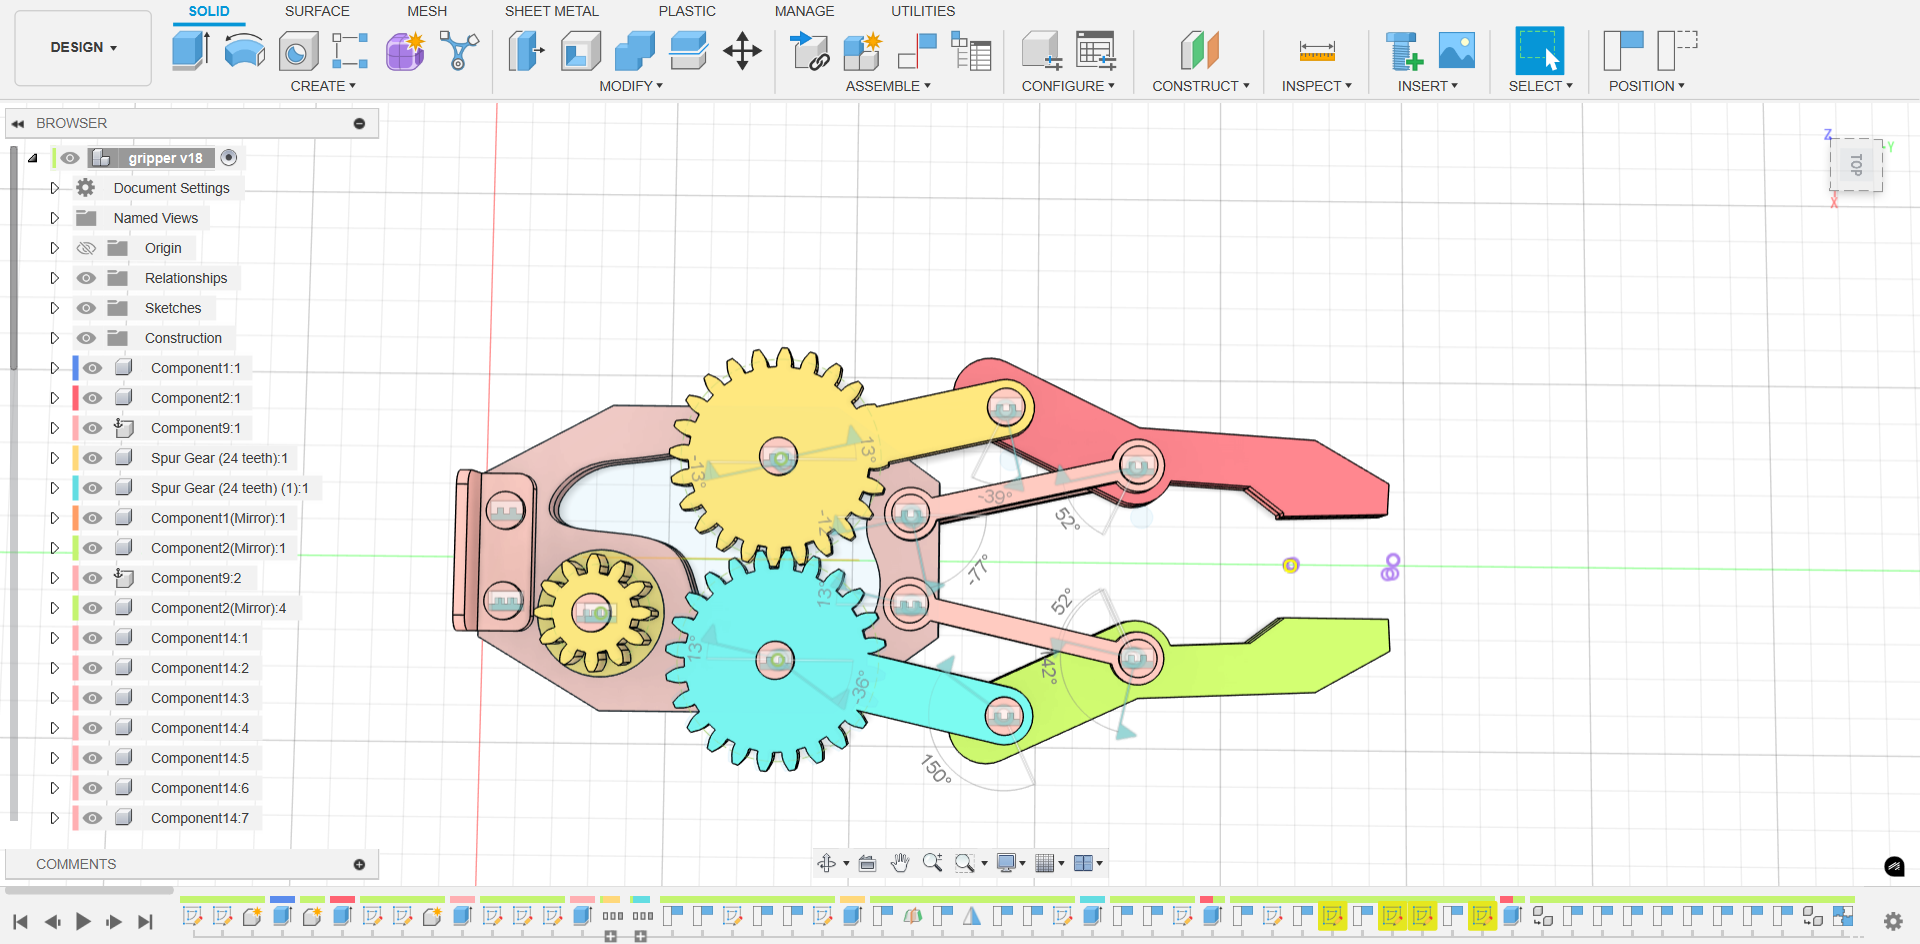 SOLID SURFACE MESH SHEET METAL PLASTIC MANAGE UTILITIES
DESIGN
CREATE MODIFY ASSEMBLE CONFIGURE CONSTRUCT INSPECT INSERT SELECT POSITION
BROWSER
gripper v18
Document Settings
Named Views
Origin
Relationships
Sketches
Construction
Component1:1
Component2:1
Component9:1
Spur Gear (24 teeth):1
Spur Gear (24 teeth) (1):1
Component1(Mirror):1
Component2(Mirror):1
Component9:2
Component2(Mirror):4
Component14:1
Component14:2
Component14:3
Component14:4
Component14:5
Component14:6
Component14:7
COMMENTS
Z
Y
TOP
X
13°
-13°
-39°
52°
-77°
13°
52°
13°
-36°
42°
150°